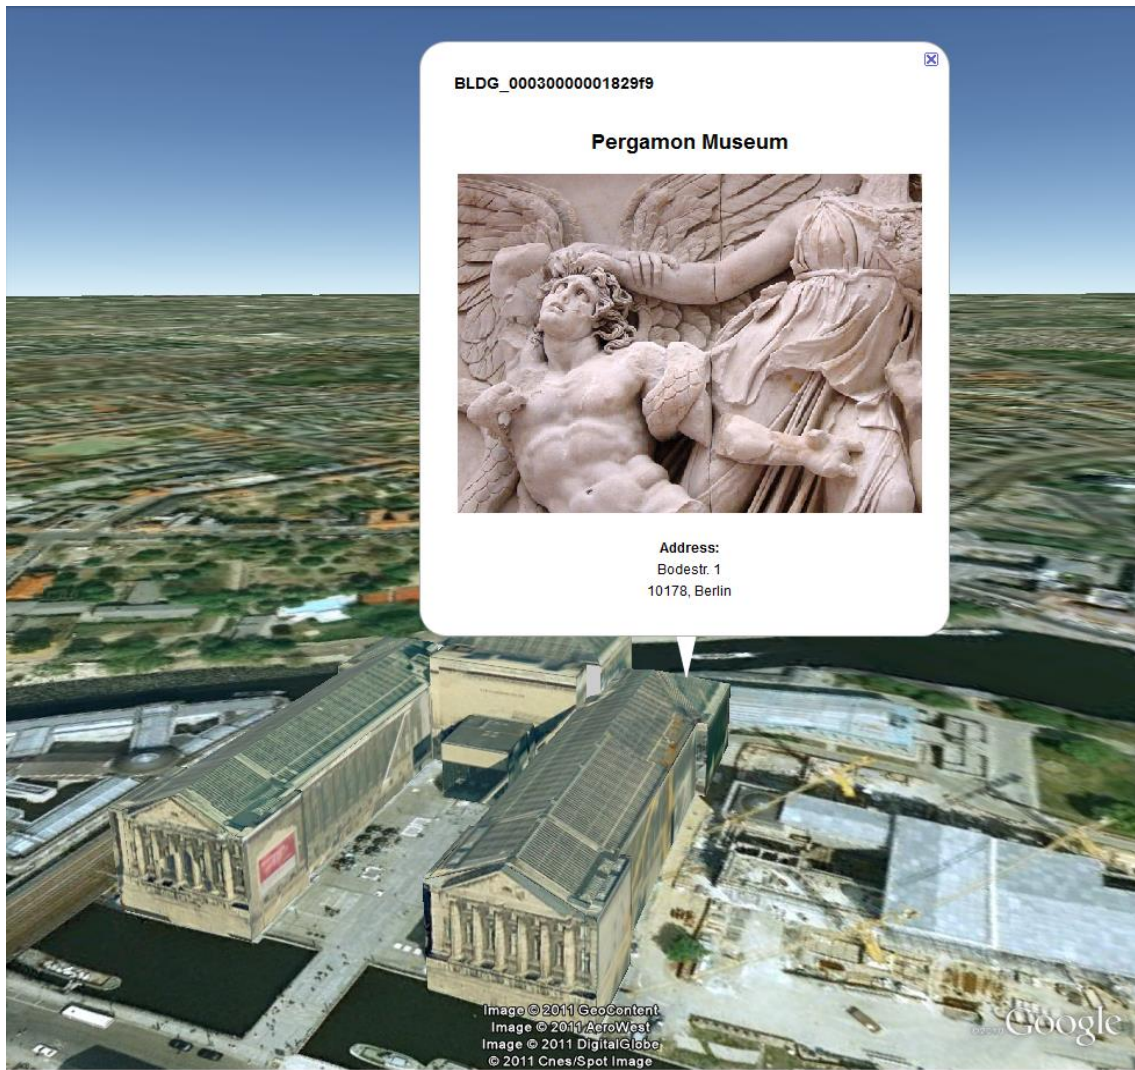 BLDG_00030000001829f9
Pergamon Museum
Address:
Bodestr. 1
10178, Berlin
Image © 2011 GeoContent
Image © 2011 AeroWest
Image © 2011 DigitalGlobe
© 2011 Cnes/Spot Image
Google